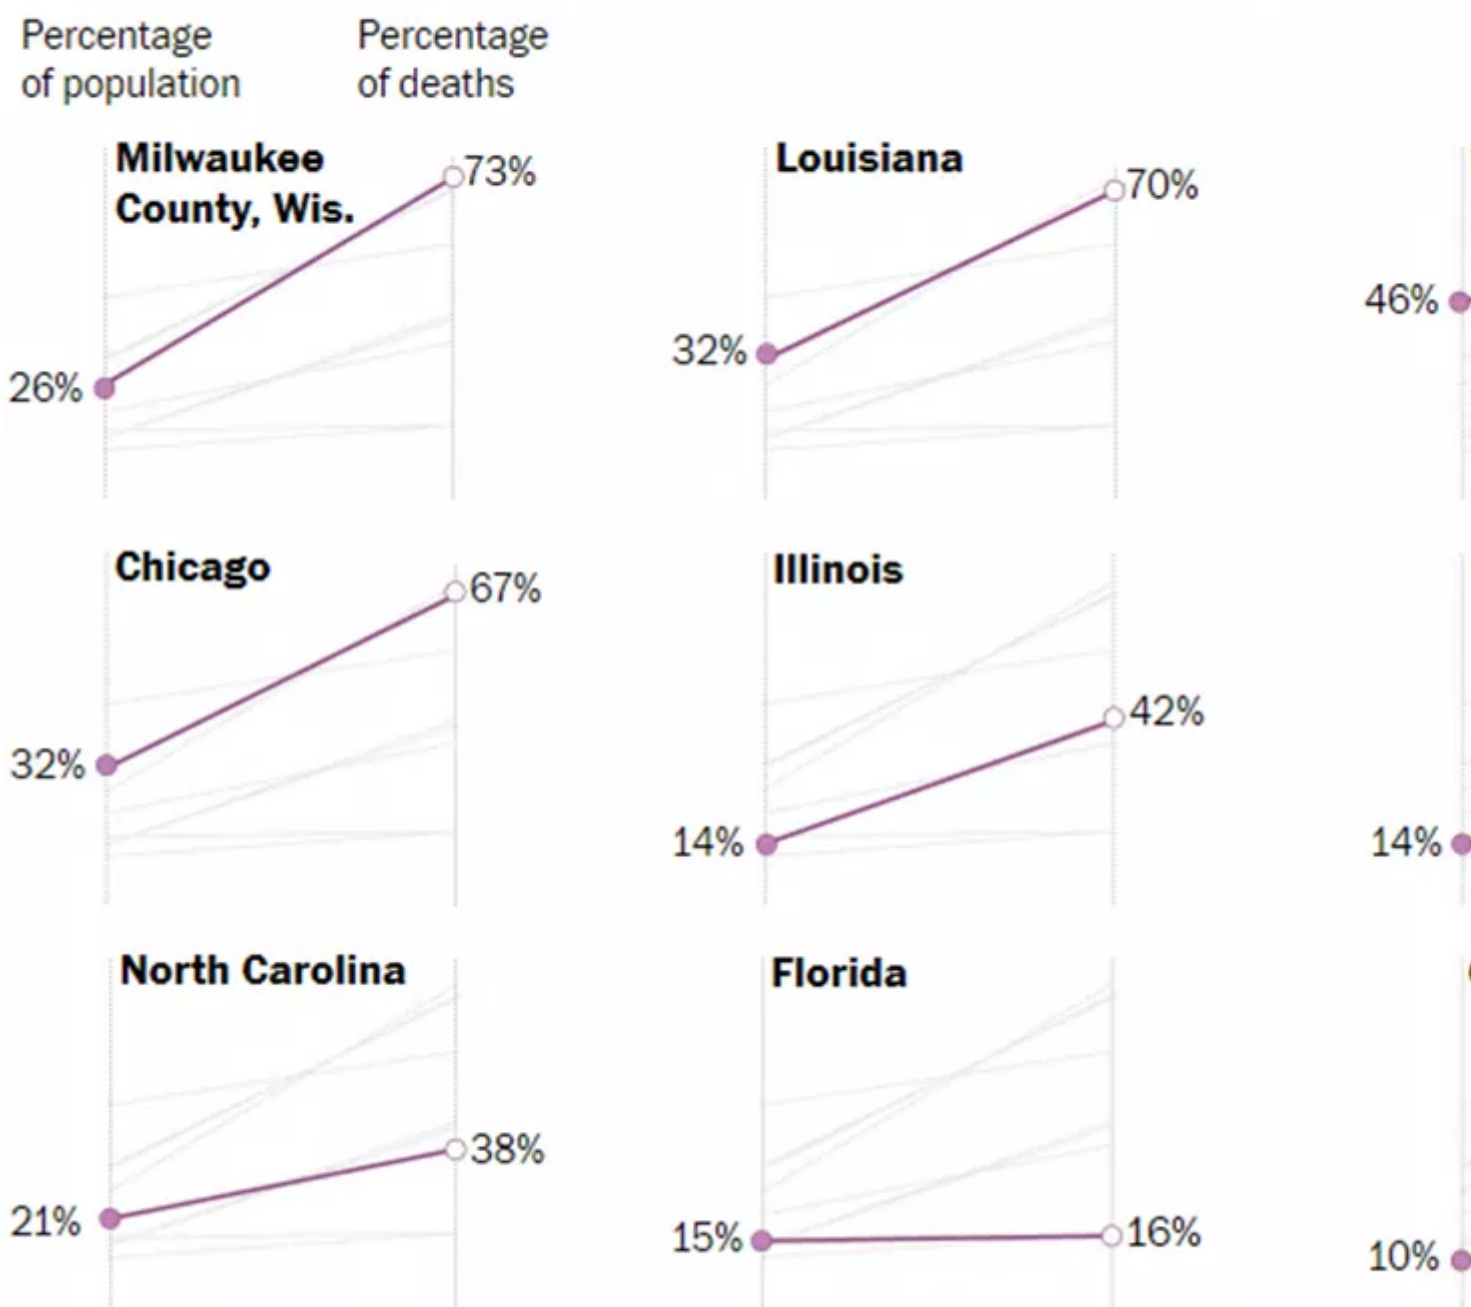 Percentage
of population
Percentage
of deaths
Milwaukee
County, Wis.
73%
26%
Louisiana
70%
32%
46%
Chicago
67%
32%
Illinois
42%
14%
14%
North Carolina
38%
21%
Florida
15%
16%
10%